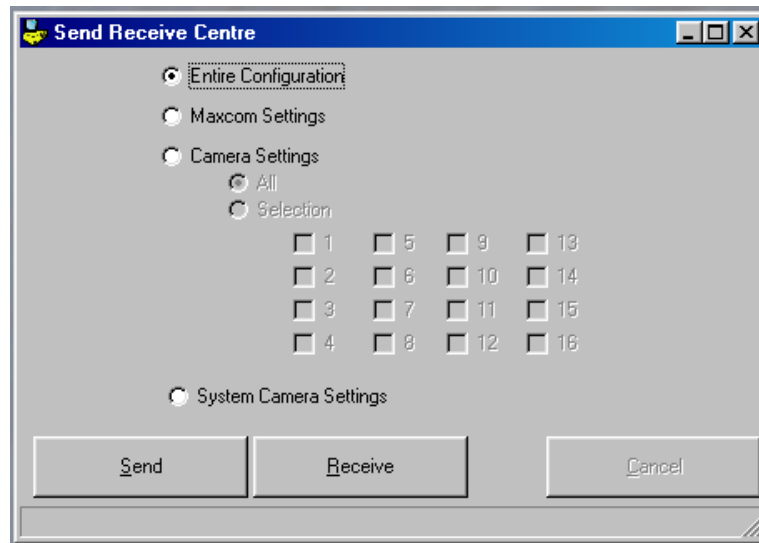 Send Receive Centre
Entire Configuration
Maxcom Settings
Camera Settings
All
Selection
1 5 9 13
2 6 10 14
3 7 11 15
4 8 12 16
System Camera Settings
Send Receive Cancel